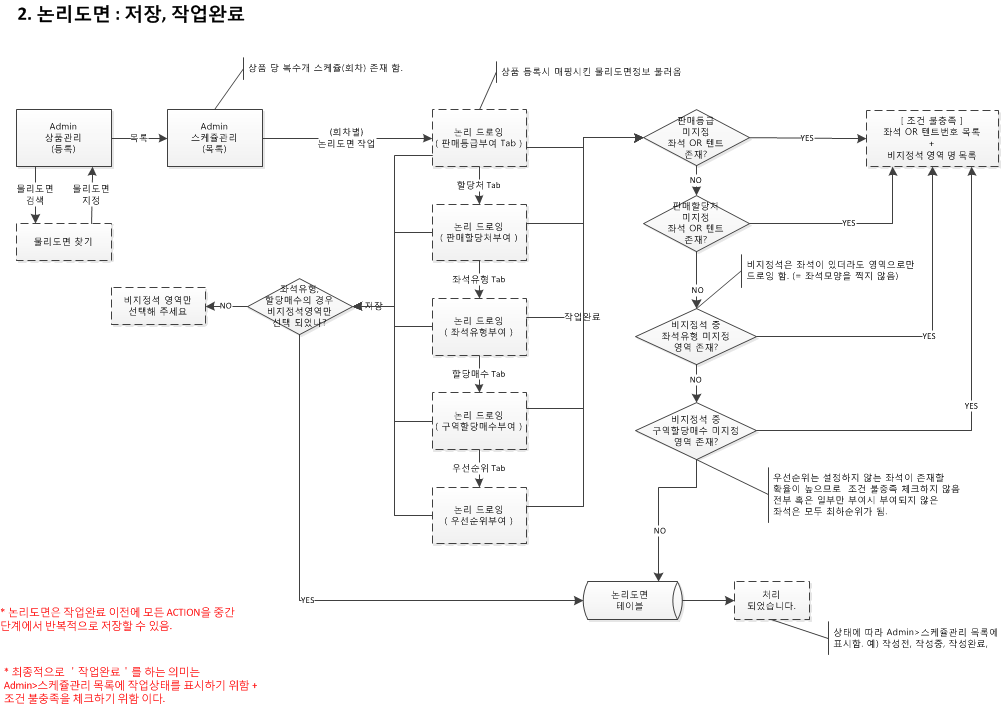 2. 논리도면 : 저장, 작업완료
상품 당 복수개 스케쥴(회차) 존재 함.
상품 등록시 매핑시킨 물리도면정보 불러옴
Admin
상품관리
(등록)
목록
Admin
스케쥴관리
(목록)
(회차별)
논리도면 작업
논리 드로잉
( 판매등급부여 Tab )
물리도면
검색
물리도면
지정
물리도면 찾기
할당처 Tab
논리 드로잉
( 판매할당처부여 )
좌석유형 Tab
논리 드로잉
( 좌석유형부여 )
할당매수 Tab
논리 드로잉
( 구역할당매수부여 )
우선순위 Tab
논리 드로잉
( 우선순위부여 )
저장
작업완료
좌석유형,
할당매수의 경우
비지정석영역만
선택 되었나?
NO
비지정석 영역만
선택해 주세요
YES
판매등급
미지정
좌석 OR 텐트
존재?
YES
[ 조건 불충족 ]
좌석 OR 텐트번호 목록
+
비지정석 영역 명 목록
NO
판매할당처
미지정
좌석 OR 텐트
존재?
YES
비지정석은 좌석이 있더라도 영역으로만
드로잉 함. (= 좌석모양을 찍지 않음)
NO
비지정석 중
좌석유형 미지정
영역 존재?
YES
NO
비지정석 중
구역할당매수 미지정
영역 존재?
YES
우선순위는 설정하지 않는 좌석이 존재할
확율이 높으므로 조건 불충족 체크하지 않음
전부 혹은 일부만 부여시 부여되지 않은
좌석은 모두 최하순위가 됨.
NO
논리도면
테이블
처리
되었습니다.
상태에 따라 Admin>스케쥴관리 목록에
표시함. 예) 작성전, 작성중, 작성완료,
* 논리도면은 작업완료 이전에 모든 ACTION을 중간
단계에서 반복적으로 저장할 수 있음.
* 최종적으로 ' 작업완료 ' 를 하는 의미는
Admin>스케쥴관리 목록에 작업상태를 표시하기 위함 +
조건 불충족을 체크하기 위함 이다.